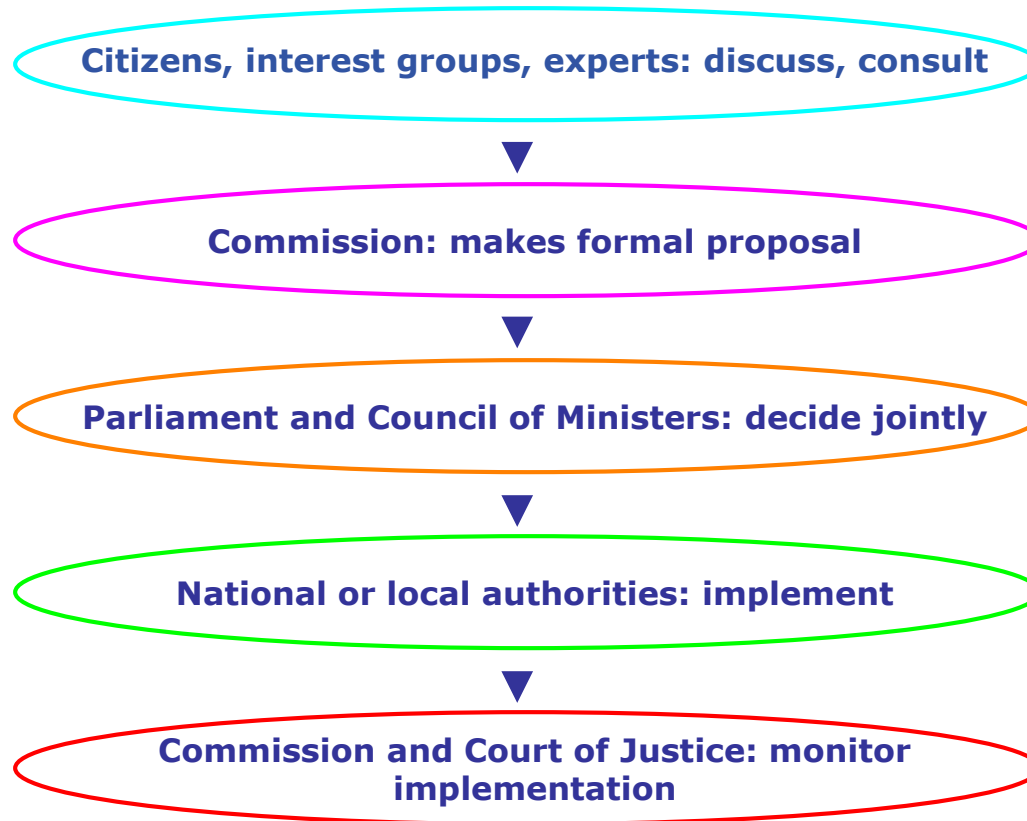 Citizens, interest groups, experts: discuss, consult
Commission: makes formal proposal
Parliament and Council of Ministers: decide jointly
National or local authorities: implement
Commission and Court of Justice: monitor
implementation